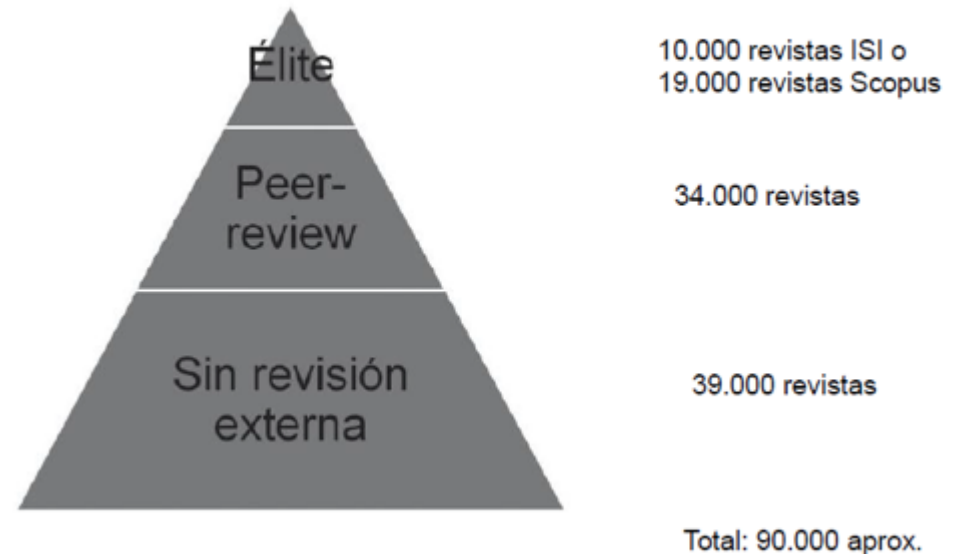 Élite
10.000 revistas ISI o
19.000 revistas Scopus
Peer-
review
34.000 revistas
Sin revisión
externa
39.000 revistas
Total: 90.000 aprox.